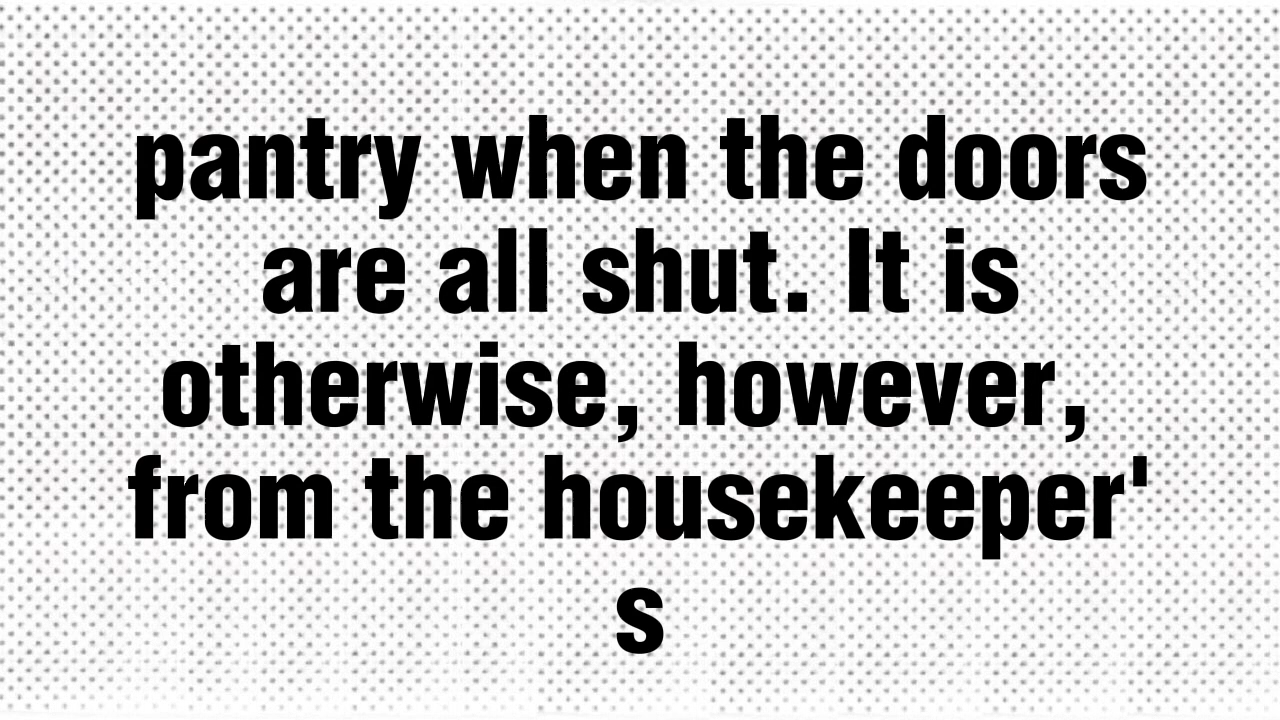 pantry when the doors
are all shut. It is
otherwise, however,
from the housekeeper'
s